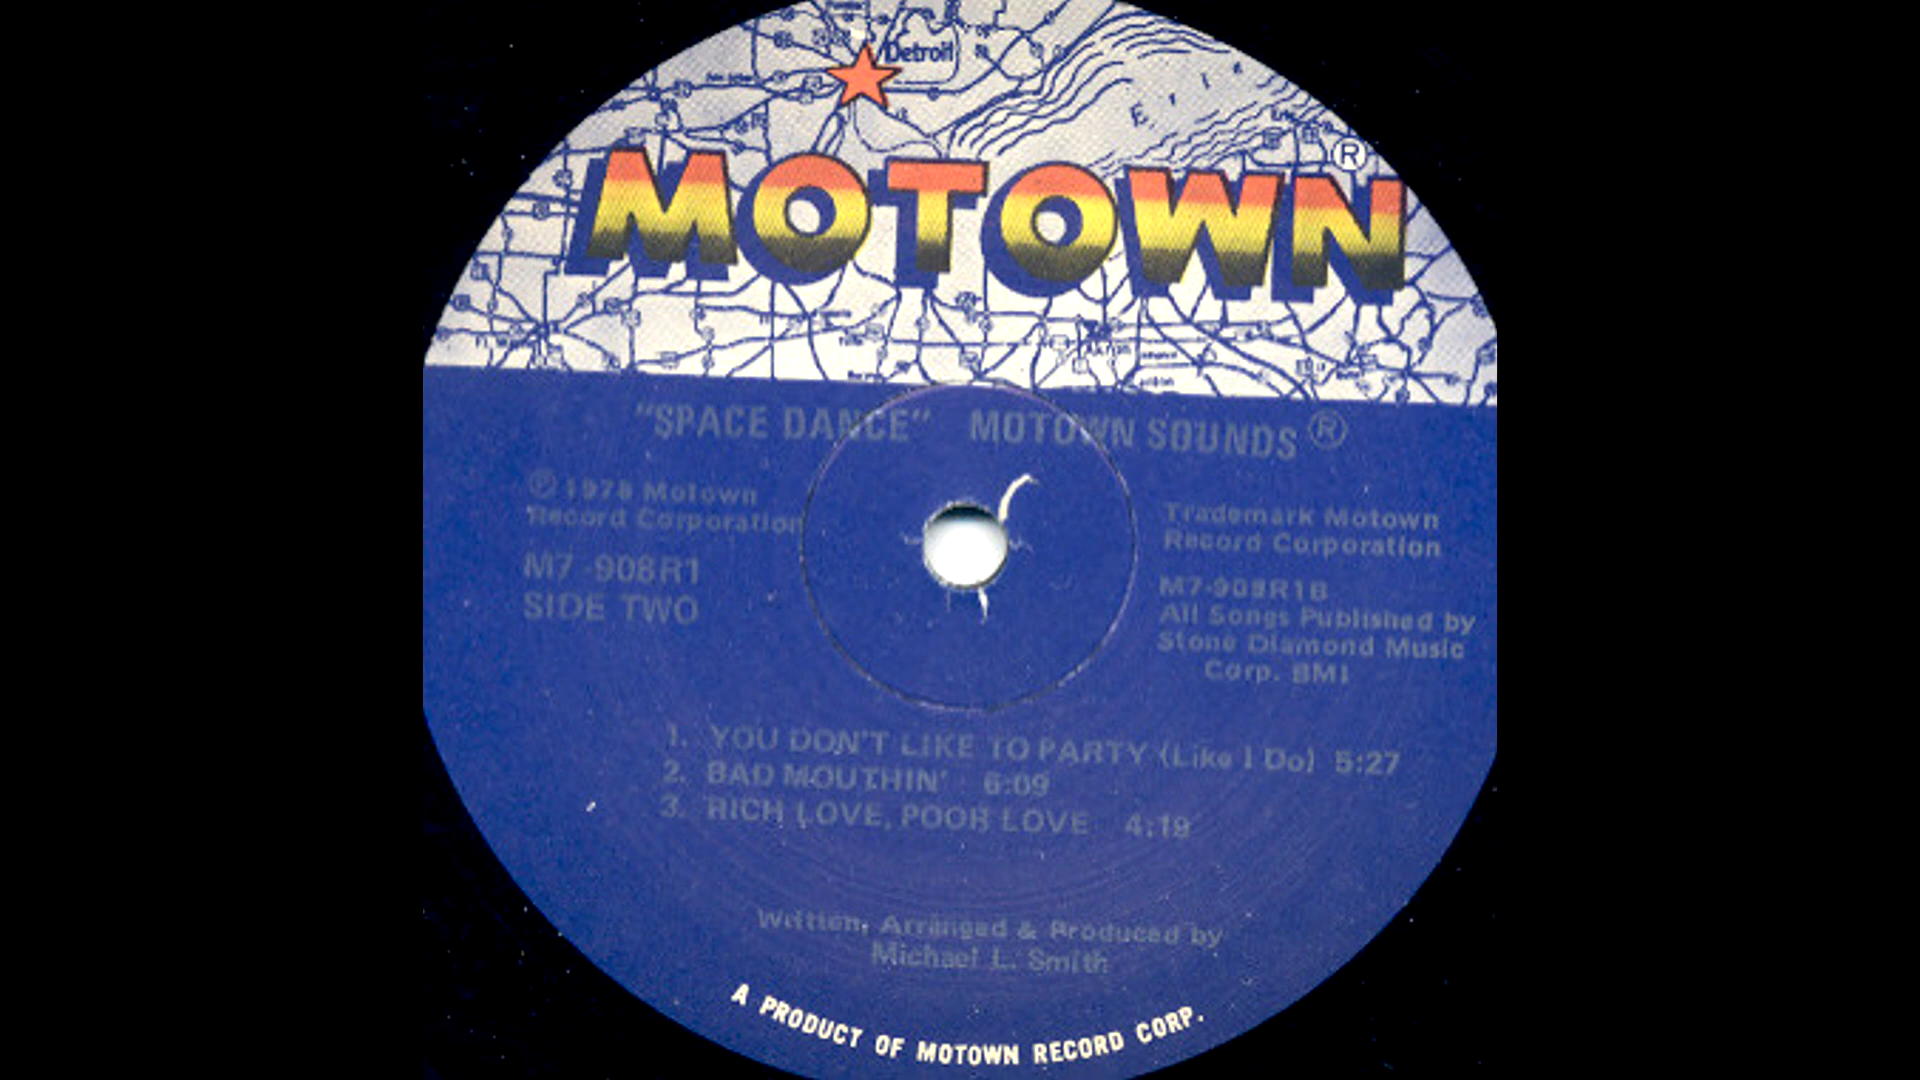 Detroit
E r i e
MOTOWN®
"SPACE DANCE" MOTOWN SOUNDS ®
℗ 1978 Motown
Record Corporation
M7-908R1
SIDE TWO
Trademark Motown
Record Corporation
M7-908R1B
All Songs Published by
Stone Diamond Music
Corp. BMI
1. YOU DON'T LIKE TO PARTY (Like I Do) 5:27
2. BAD MOUTHIN' 6:09
3. RICH LOVE, POOR LOVE 4:19
Written, Arranged & Produced by
Michael L. Smith
A PRODUCT OF MOTOWN RECORD CORP.